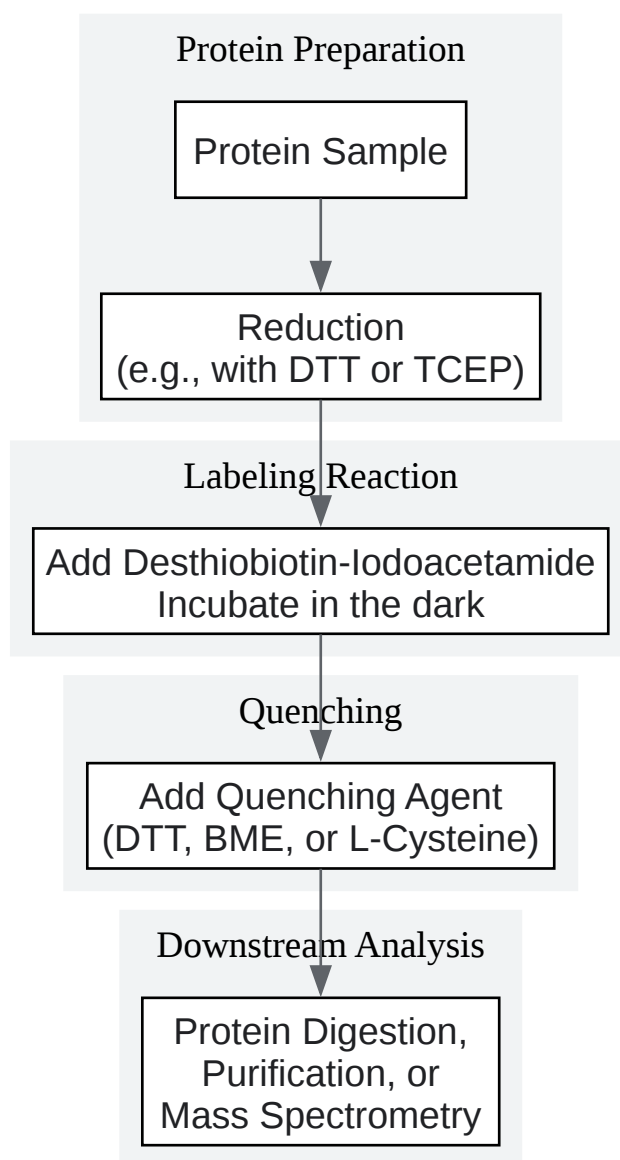 Protein Preparation
Protein Sample
Reduction
(e.g., with DTT or TCEP)
Labeling Reaction
Add Desthiobiotin-Iodoacetamide
Incubate in the dark
Quenching
Add Quenching Agent
(DTT, BME, or L-Cysteine)
Downstream Analysis
Protein Digestion,
Purification, or
Mass Spectrometry